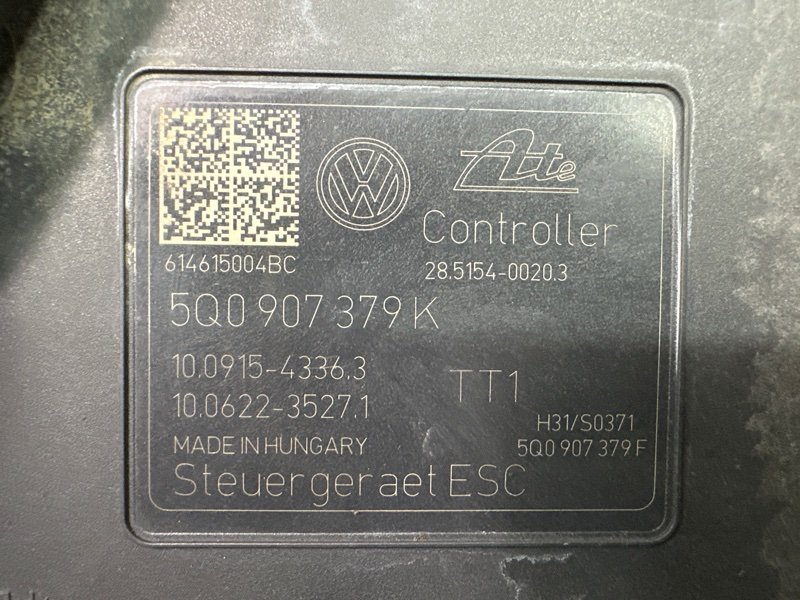 VW
Ate
Controller
614615004BC
28.5154-0020.3
5Q0 907 379 K
10.0915-4336.3
10.0622-3527.1
TT1
H31/S0371
MADE IN HUNGARY
5Q0 907 379 F
Steuergeraet ESC